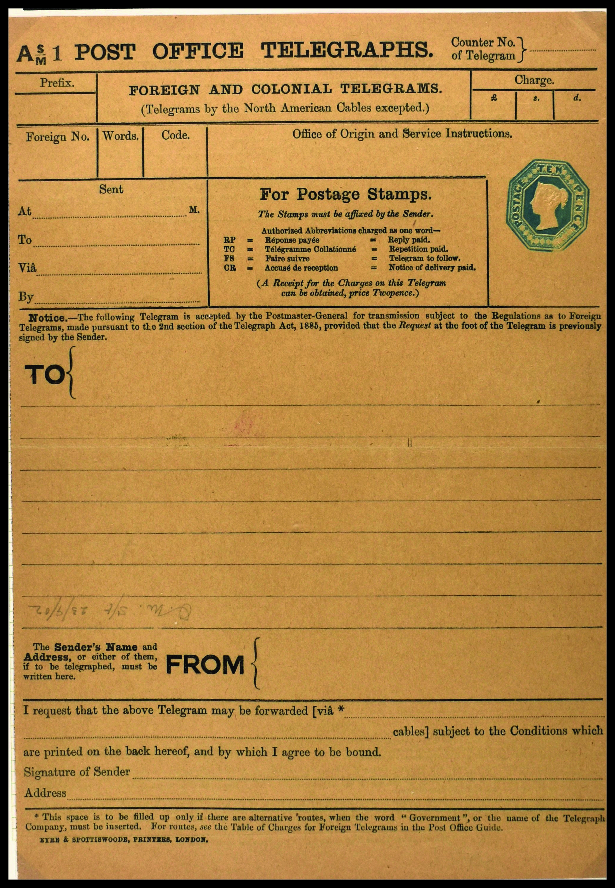 A S/M 1 POST OFFICE TELEGRAPHS.
Counter No. of Telegram}
Prefix.
FOREIGN AND COLONIAL TELEGRAMS.
(Telegrams by the North American Cables excepted.)
Charge.
£ s. d.
Foreign No. Words. Code.
Office of Origin and Service Instructions.
Sent
At M.
To
Viâ
By
For Postage Stamps.
The Stamps must be affixed by the Sender.
Authorised Abbreviations charged as one word—
RP = Réponse payée = Reply paid.
TC = Télégramme Collationné = Repetition paid.
FS = Faire suivre = Telegram to follow.
CR = Accusé de reception = Notice of delivery paid.
(A Receipt for the Charges on this Telegram
can be obtained, price Twopence.)
POSTAGE TEN PENCE
Notice.—The following Telegram is accepted by the Postmaster-General for transmission subject to the Regulations as to Foreign
Telegrams, made pursuant to the 2nd section of the Telegraph Act, 1885, provided that the Request at the foot of the Telegram is previously
signed by the Sender.
TO {
23/7/02
The Sender's Name and
Address, or either of them,
if to be telegraphed, must be
written here.
FROM {
I request that the above Telegram may be forwarded [viâ *
cables] subject to the Conditions which
are printed on the back hereof, and by which I agree to be bound.
Signature of Sender
Address
* This space is to be filled up only if there are alternative routes, when the word "Government", or the name of the Telegraph
Company, must be inserted. For routes, see the Table of Charges for Foreign Telegrams in the Post Office Guide.
EYRE & SPOTTISWOODE, PRINTERS, LONDON.